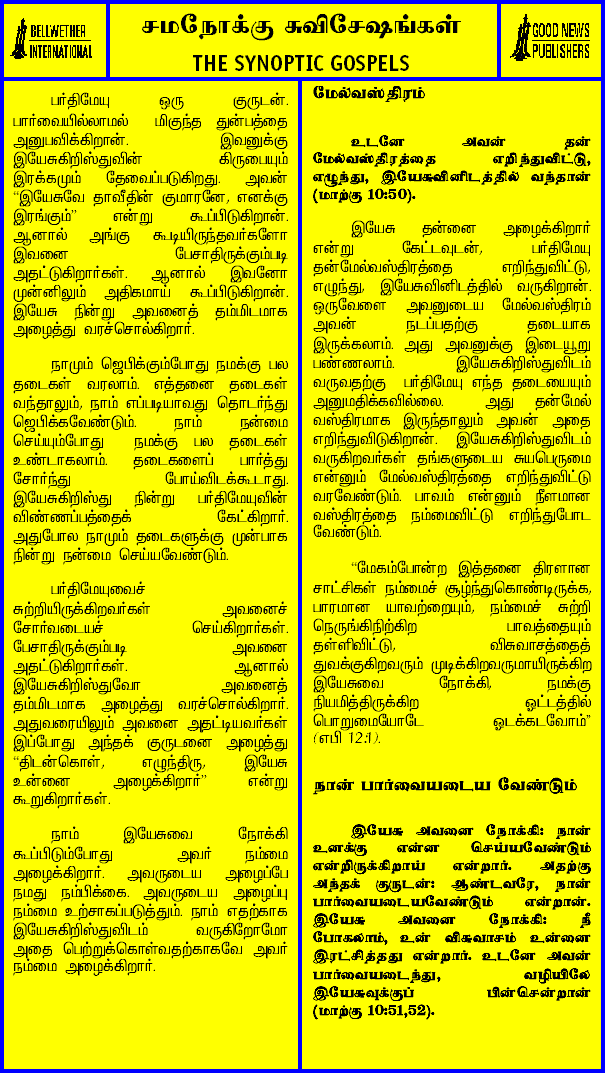 BELLWETHER
INTERNATIONAL
சமநோக்கு சுவிசேஷங்கள்
THE SYNOPTIC GOSPELS
GOOD NEWS
PUBLISHERS
பர்திமேயு ஒரு குருடன்.
பார்வையில்லாமல் மிகுந்த துன்பத்தை
அனுபவிக்கிறான். இவனுக்கு
இயேசுகிறிஸ்துவின் கிருபையும்
இரக்கமும் தேவைப்படுகிறது. அவன்
“இயேசுவே தாவீதின் குமாரனே, எனக்கு
இரங்கும்” என்று கூப்பிடுகிறான்.
ஆனால் அங்கு கூடியிருந்தவர்களோ
இவனை பேசாதிருக்கும்படி
அதட்டுகிறார்கள். ஆனால் இவனோ
முன்னிலும் அதிகமாய் கூப்பிடுகிறான்.
இயேசு நின்று அவனைத் தம்மிடமாக
அழைத்து வரச்சொல்கிறார்.
நாமும் ஜெபிக்கும்போது நமக்கு பல
தடைகள் வரலாம். எத்தனை தடைகள்
வந்தாலும், நாம் எப்படியாவது தொடர்ந்து
ஜெபிக்கவேண்டும். நாம் நன்மை
செய்யும்போது நமக்கு பல தடைகள்
உண்டாகலாம். தடைகளைப் பார்த்து
சோர்ந்து போய்விடக்கூடாது.
இயேசுகிறிஸ்து நின்று பர்திமேயுவின்
விண்ணப்பத்தைக் கேட்கிறார்.
அதுபோல நாமும் தடைகளுக்கு முன்பாக
நின்று நன்மை செய்யவேண்டும்.
பர்திமேயுவைச்
சுற்றியிருக்கிறவர்கள் அவனைச்
சோர்வடையச் செய்கிறார்கள்.
பேசாதிருக்கும்படி அவனை
அதட்டுகிறார்கள். ஆனால்
இயேசுகிறிஸ்துவோ அவனைத்
தம்மிடமாக அழைத்து வரச்சொல்கிறார்.
அதுவரையிலும் அவனை அதட்டியவர்கள்
இப்போது அந்தக் குருடனை அழைத்து
“திடன்கொள், எழுந்திரு, இயேசு
உன்னை அழைக்கிறார்” என்று
கூறுகிறார்கள்.
நாம் இயேசுவை நோக்கி
கூப்பிடும்போது அவர் நம்மை
அழைக்கிறார். அவருடைய அழைப்பே
நமது நம்பிக்கை. அவருடைய அழைப்பு
நம்மை உற்சாகப்படுத்தும். நாம் எதற்காக
இயேசுகிறிஸ்துவிடம் வருகிறோமோ
அதை பெற்றுக்கொள்வதற்காகவே அவர்
நம்மை அழைக்கிறார்.
மேல்வஸ்திரம்
உடனே அவன் தன்
மேல்வஸ்திரத்தை எறிந்துவிட்டு,
எழுந்து, இயேசுவினிடத்தில் வந்தான்
(மாற்கு 10:50).
இயேசு தன்னை அழைக்கிறார்
என்று கேட்டவுடன், பர்திமேயு
தன்மேல்வஸ்திரத்தை எறிந்துவிட்டு,
எழுந்து, இயேசுவினிடத்தில் வருகிறான்.
ஒருவேளை அவனுடைய மேல்வஸ்திரம்
அவன் நடப்பதற்கு தடையாக
இருக்கலாம். அது அவனுக்கு இடையூறு
பண்ணலாம். இயேசுகிறிஸ்துவிடம்
வருவதற்கு பர்திமேயு எந்த தடையையும்
அனுமதிக்கவில்லை. அது தன்மேல்
வஸ்திரமாக இருந்தாலும் அவன் அதை
எறிந்துவிடுகிறான். இயேசுகிறிஸ்துவிடம்
வருகிறவர்கள் தங்களுடைய சுயபெருமை
என்னும் மேல்வஸ்திரத்தை எறிந்துவிட்டு
வரவேண்டும். பாவம் என்னும் நீளமான
வஸ்திரத்தை நம்மைவிட்டு எறிந்துபோட
வேண்டும்.
“மேகம்போன்ற இத்தனை திரளான
சாட்சிகள் நம்மைச் சூழ்ந்துகொண்டிருக்க,
பாரமான யாவற்றையும், நம்மைச் சுற்றி
நெருங்கிநிற்கிற பாவத்தையும்
தள்ளிவிட்டு, விசுவாசத்தைத்
துவக்குகிறவரும் முடிக்கிறவருமாயிருக்கிற
இயேசுவை நோக்கி, நமக்கு
நியமித்திருக்கிற ஓட்டத்தில்
பொறுமையோடே ஓடக்கடவோம்”
(எபி 12:1).
நான் பார்வையடைய வேண்டும்
இயேசு அவனை நோக்கி: நான்
உனக்கு என்ன செய்யவேண்டும்
என்றிருக்கிறாய் என்றார். அதற்கு
அந்தக் குருடன்: ஆண்டவரே, நான்
பார்வையடையவேண்டும் என்றான்.
இயேசு அவனை நோக்கி: நீ
போகலாம், உன் விசுவாசம் உன்னை
இரட்சித்தது என்றார். உடனே அவன்
பார்வையடைந்து, வழியிலே
இயேசுவுக்குப் பின்சென்றான்
(மாற்கு 10:51,52).